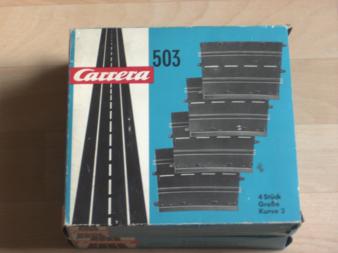 503
Carrera
4 Stück
Große
Kurve 3